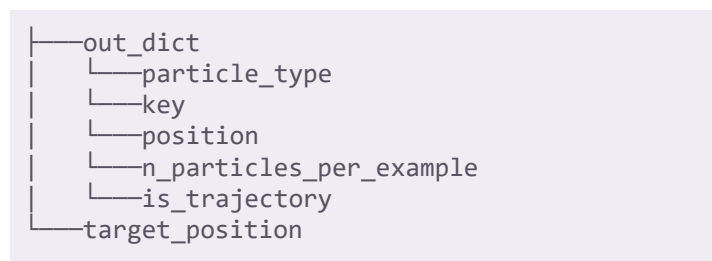 ├───out_dict
│   └───particle_type
│   └───key
│   └───position
│   └───n_particles_per_example
│   └───is_trajectory
└───target_position